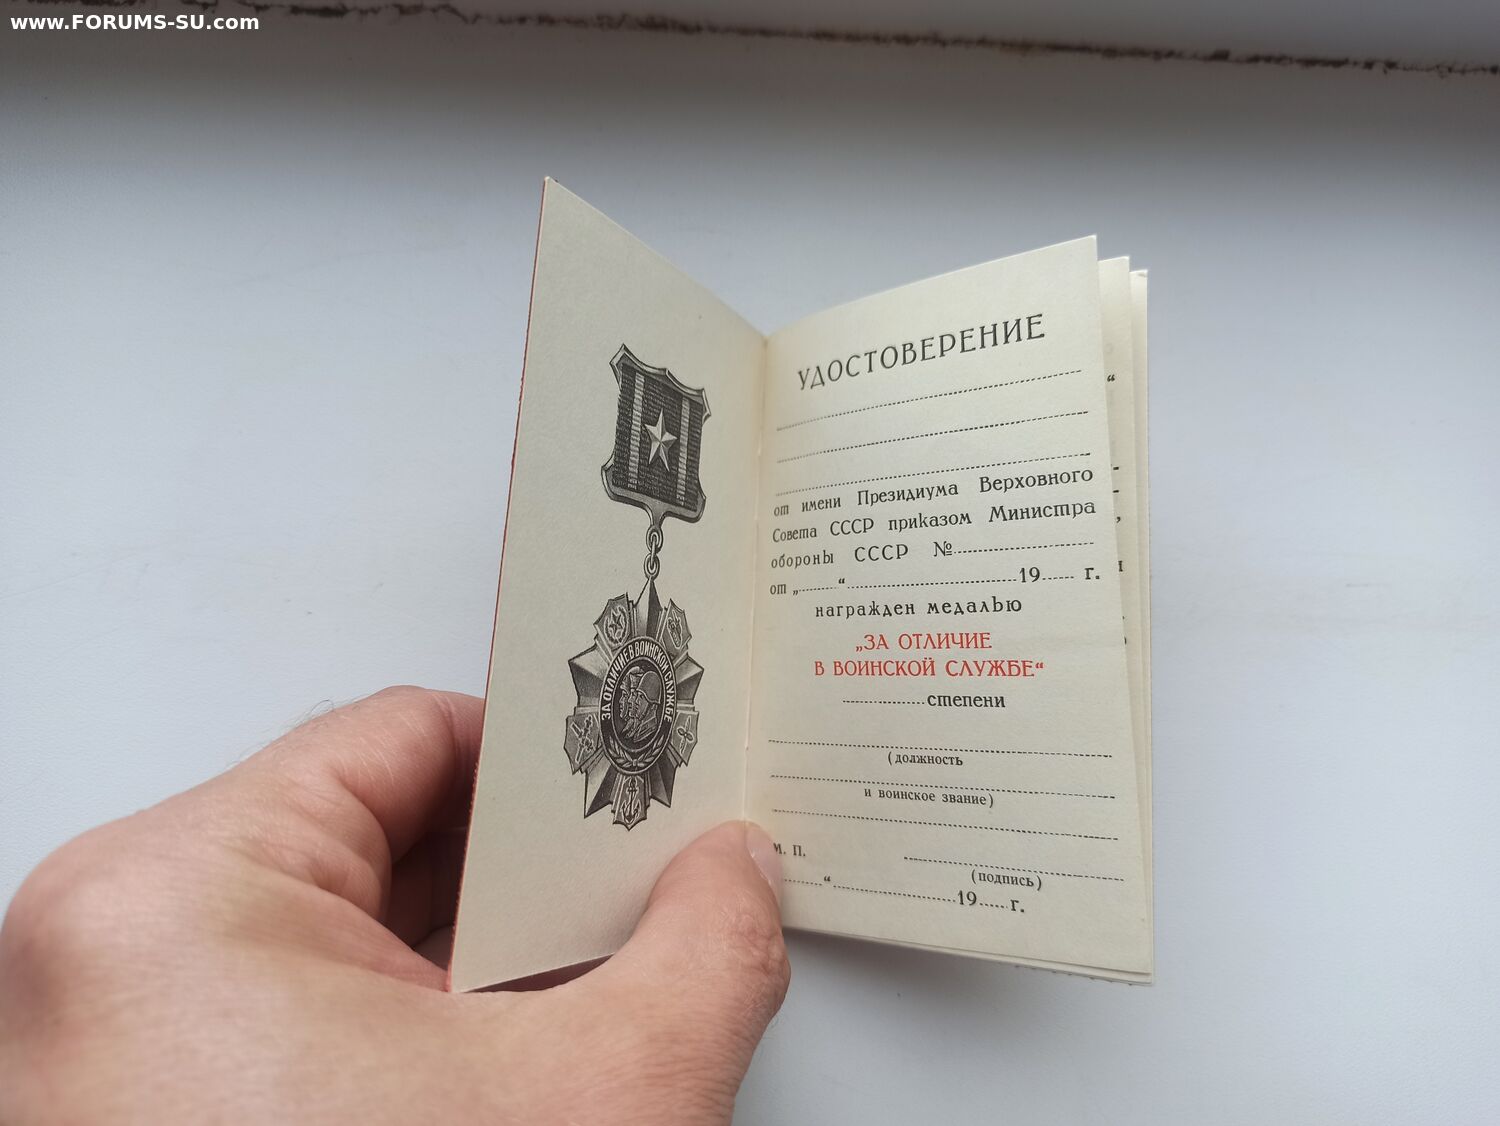 www.FORUMS-SU.com
ЗА ОТЛИЧИЕ В ВОИНСКОЙ СЛУЖБЕ
УДОСТОВЕРЕНИЕ
от имени Президиума Верховного
Совета СССР приказом Министра
обороны СССР №
от „ “ 19 г.
награжден медалью
„ЗА ОТЛИЧИЕ
В ВОИНСКОЙ СЛУЖБЕ“
степени
(должность
и воинское звание)
М. П.
(подпись)
“ 19 г.